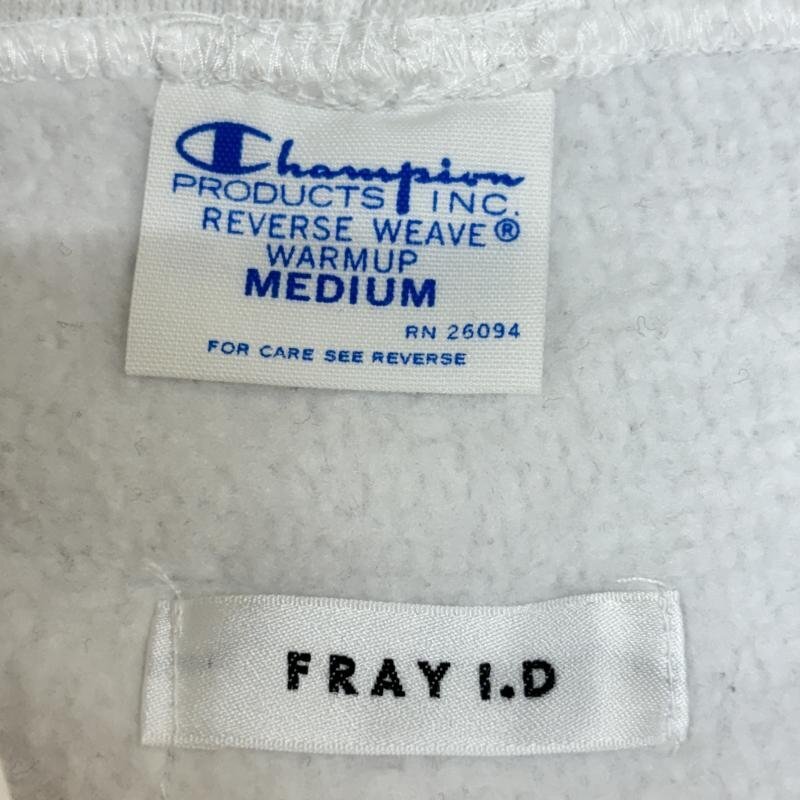 Champion
PRODUCTS INC.
REVERSE WEAVE®
WARMUP
MEDIUM
RN 26094
FOR CARE SEE REVERSE
FRAY I.D